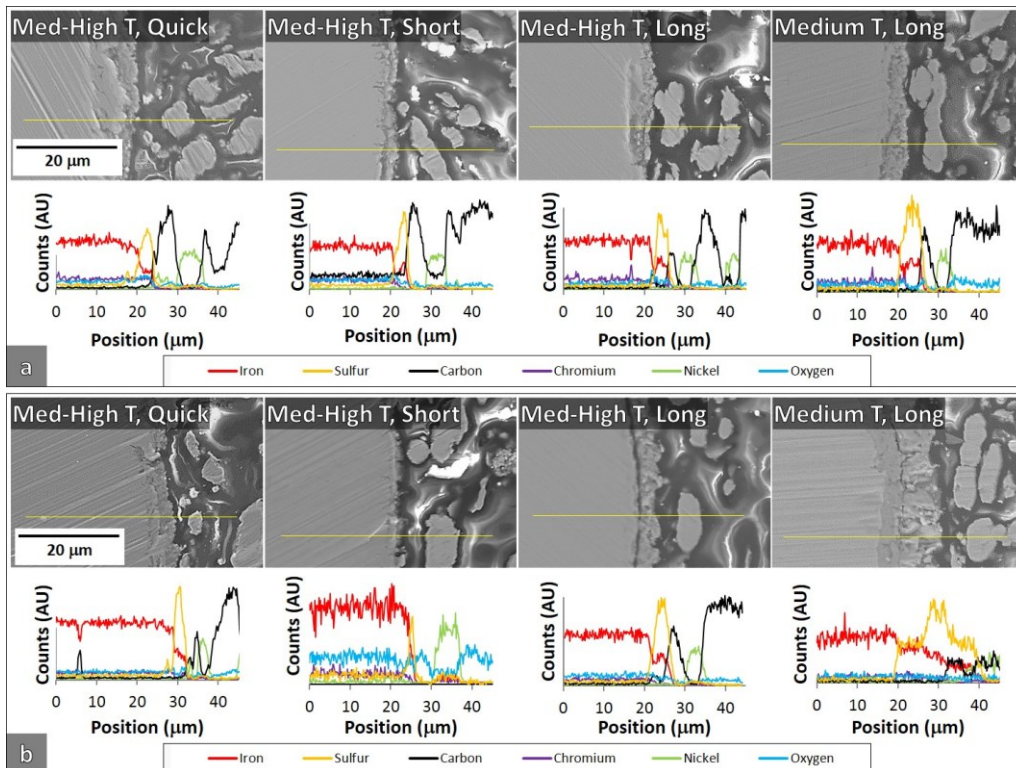 Med-High T, Quick
Med-High T, Short
Med-High T, Long
Medium T, Long
20 µm
Counts (AU)
Counts (AU)
Counts (AU)
Counts (AU)
0 10 20 30 40
0 10 20 30 40
0 10 20 30 40
0 10 20 30 40
Position (µm)
Position (µm)
Position (µm)
Position (µm)
a
Iron Sulfur Carbon Chromium Nickel Oxygen
Med-High T, Quick
Med-High T, Short
Med-High T, Long
Medium T, Long
20 µm
Counts (AU)
Counts (AU)
Counts (AU)
Counts (AU)
0 10 20 30 40
0 10 20 30 40
0 10 20 30 40
0 10 20 30 40
Position (µm)
Position (µm)
Position (µm)
Position (µm)
b
Iron Sulfur Carbon Chromium Nickel Oxygen